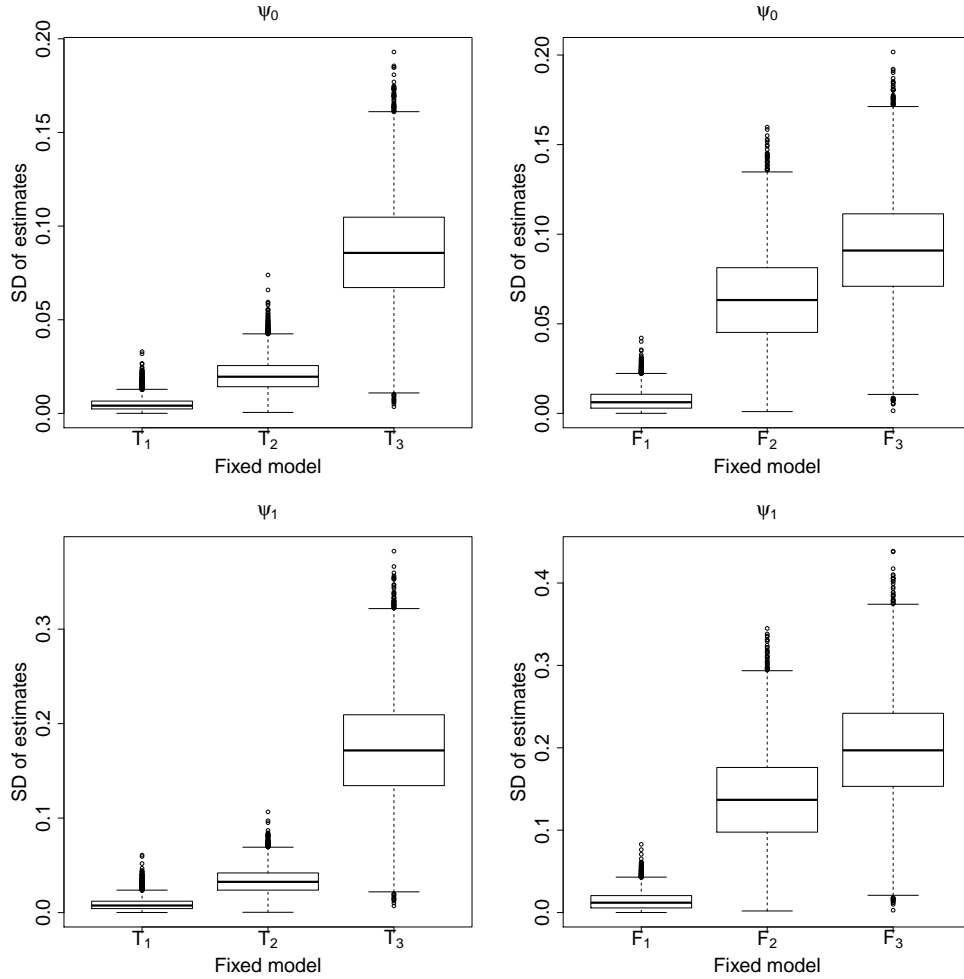 ψ0
SD of estimates
0.20
0.15
0.10
0.05
0.00
T1 T2 T3
Fixed model
ψ0
SD of estimates
0.20
0.15
0.10
0.05
0.00
F1 F2 F3
Fixed model
ψ1
SD of estimates
0.3
0.2
0.1
0.0
T1 T2 T3
Fixed model
ψ1
SD of estimates
0.4
0.3
0.2
0.1
0.0
F1 F2 F3
Fixed model